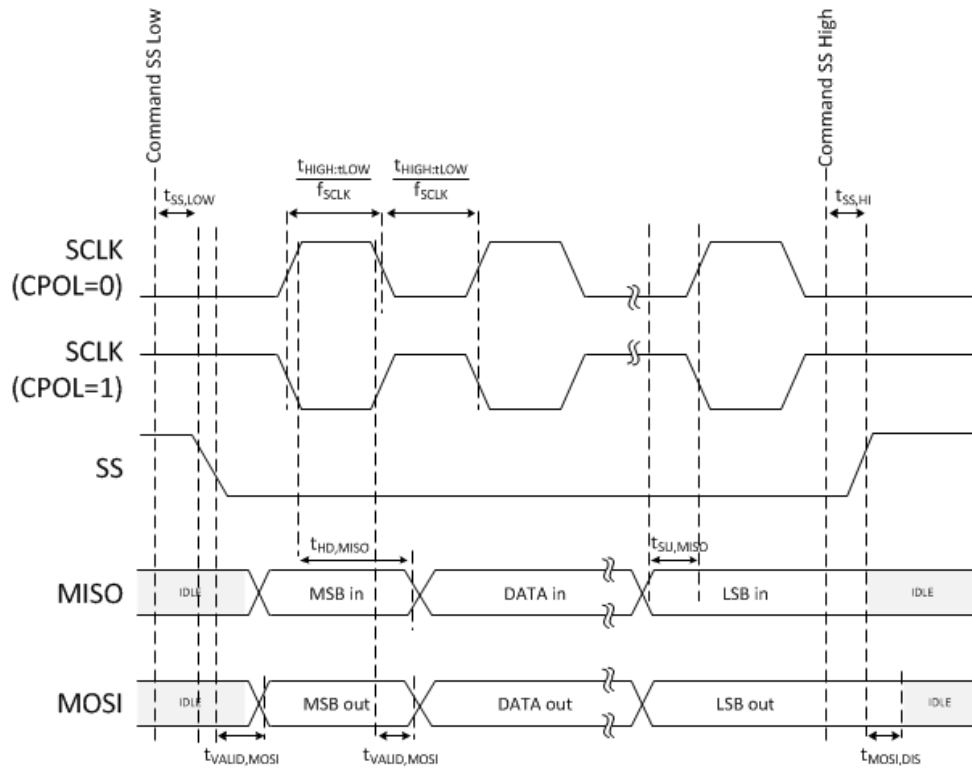 Command SS Low
Command SS High
tHIGH:tLOW
fSCLK
tHIGH:tLOW
fSCLK
tSS,LOW
tSS,HI
SCLK
(CPOL=0)
SCLK
(CPOL=1)
SS
tHD,MISO
tSU,MISO
MISO
IDLE
MSB in
DATA in
LSB in
IDLE
MOSI
IDLE
MSB out
DATA out
LSB out
IDLE
tVALID,MOSI
tVALID,MOSI
tMOSI,DIS